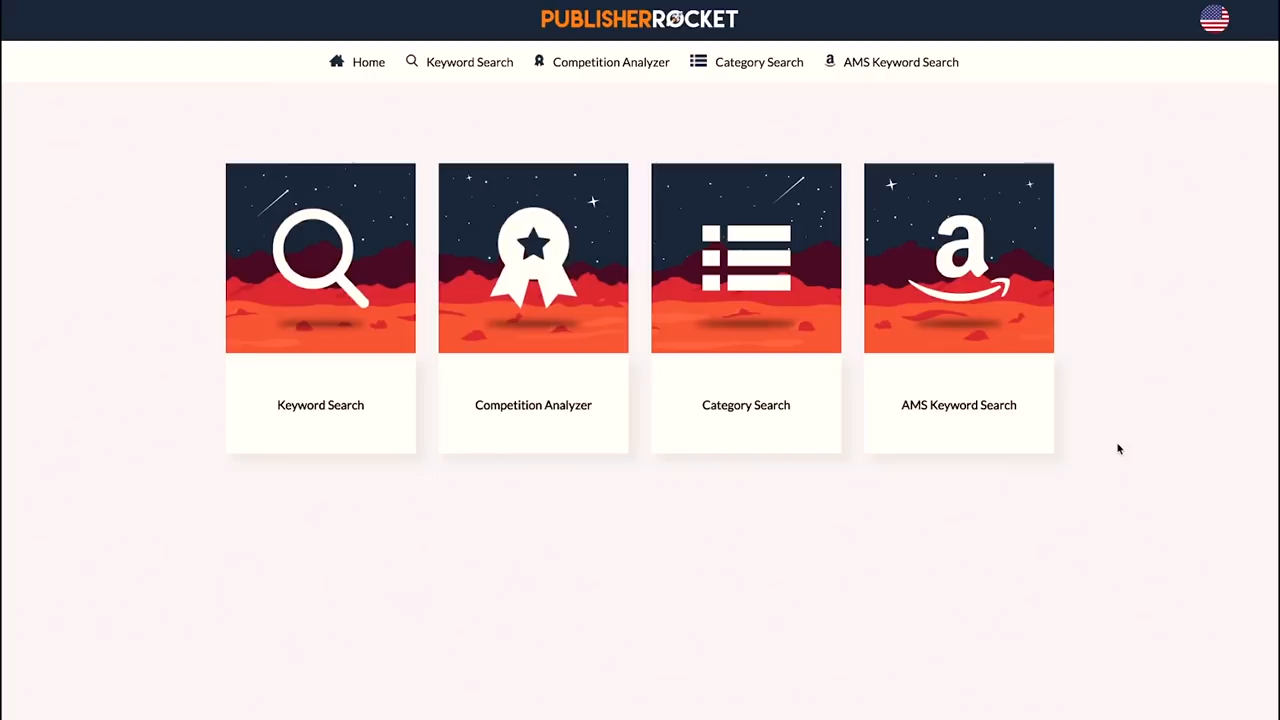 PUBLISHERROCKET
Home Keyword Search Competition Analyzer Category Search AMS Keyword Search
Keyword Search Competition Analyzer Category Search AMS Keyword Search